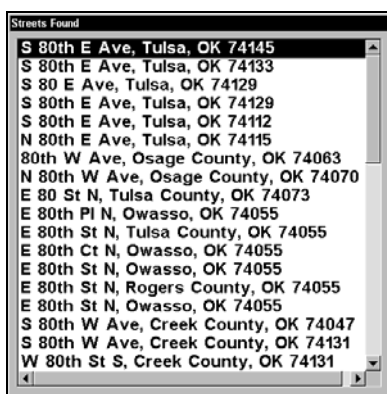 Streets Found
S 80th E Ave, Tulsa, OK 74145
S 80th E Ave, Tulsa, OK 74133
S 80 E Ave, Tulsa, OK 74129
S 80th E Ave, Tulsa, OK 74129
S 80th E Ave, Tulsa, OK 74112
N 80th E Ave, Tulsa, OK 74115
80th W Ave, Osage County, OK 74063
N 80th W Ave, Osage County, OK 74070
E 80 St N, Tulsa County, OK 74073
E 80th Pl N, Owasso, OK 74055
E 80th St N, Tulsa County, OK 74055
E 80th Ct N, Owasso, OK 74055
E 80th St N, Owasso, OK 74055
E 80th St N, Rogers County, OK 74055
E 80th St N, Owasso, OK 74055
S 80th W Ave, Creek County, OK 74047
S 80th W Ave, Creek County, OK 74131
W 80th St S, Creek County, OK 74131